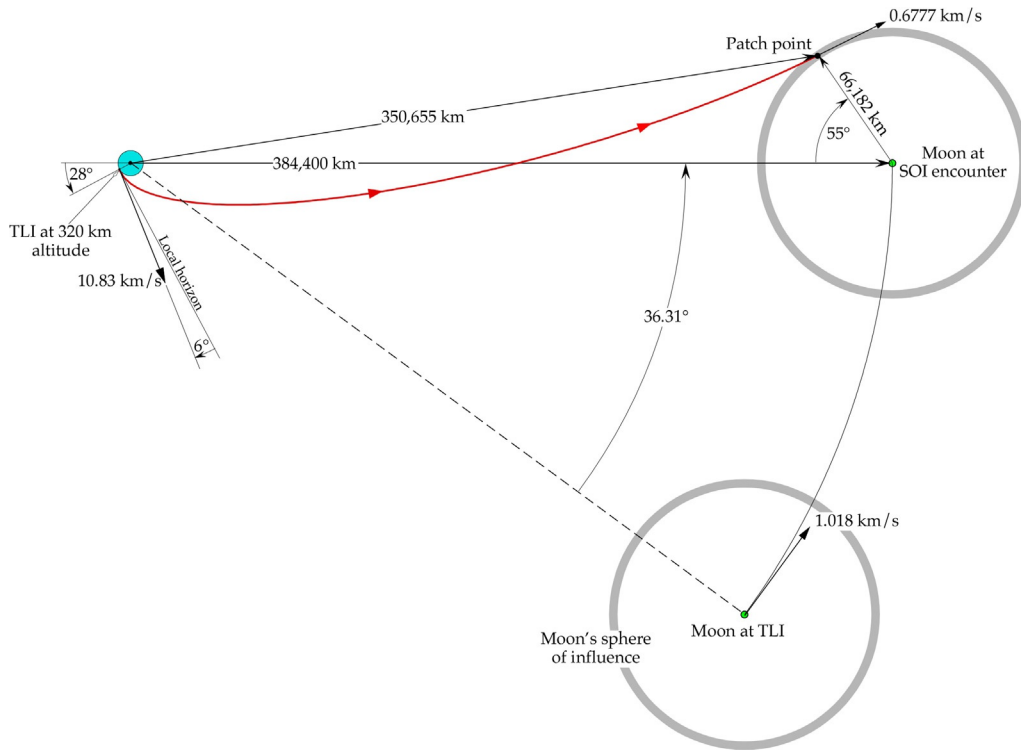 0.6777 km/s
Patch point
66,182 km
350,655 km
55°
384,400 km
Moon at
SOI encounter
28°
TLI at 320 km
altitude
Local horizon
10.83 km/s
36.31°
6°
1.018 km/s
Moon at TLI
Moon's sphere
of influence